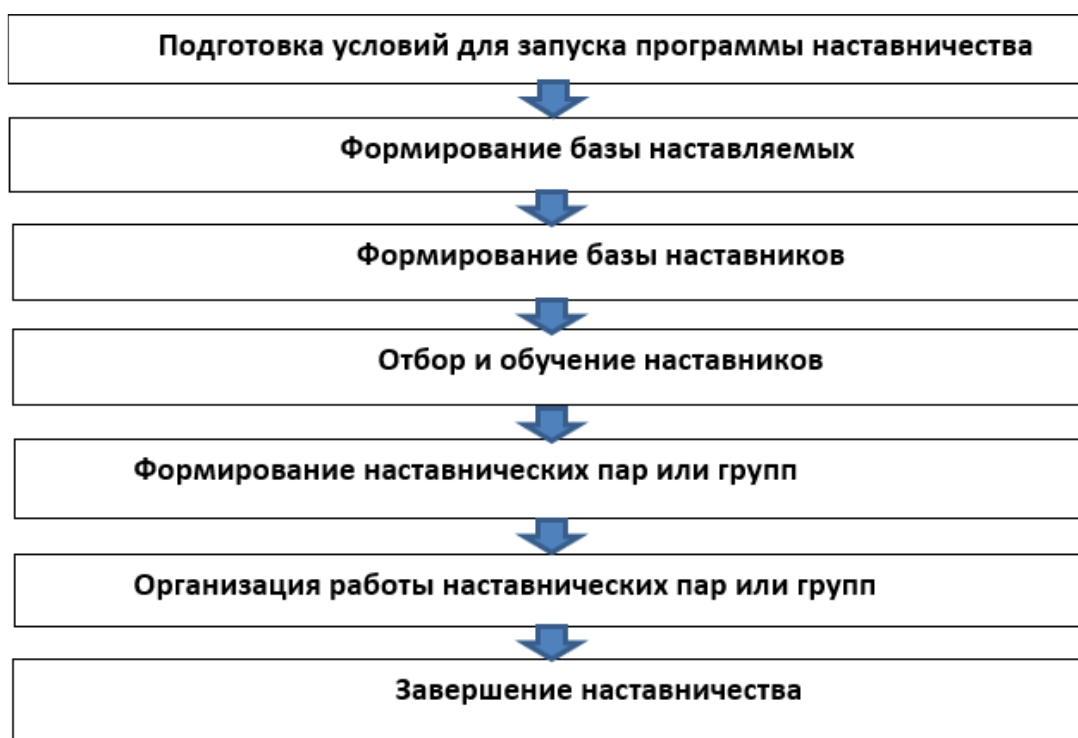 Подготовка условий для запуска программы наставничества
Формирование базы наставляемых
Формирование базы наставников
Отбор и обучение наставников
Формирование наставнических пар или групп
Организация работы наставнических пар или групп
Завершение наставничества